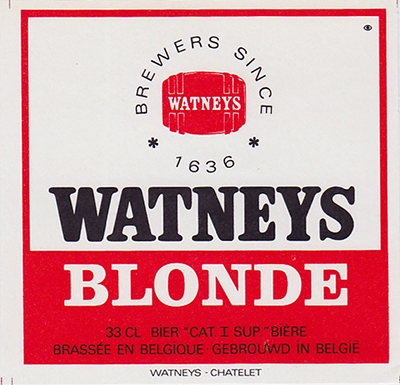 BREWERS SINCE
WATNEYS
* 1636 *
WATNEYS
BLONDE
33 CL BIER "CAT I SUP." BIÈRE
BRASSÉE EN BELGIQUE - GEBROUWD IN BELGIË
WATNEYS - CHATELET